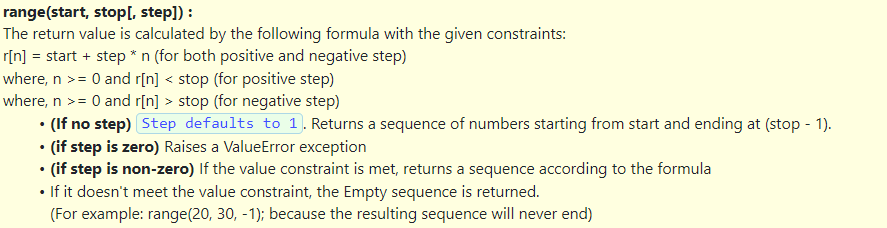 range(start, stop[, step]) :
The return value is calculated by the following formula with the given constraints:
r[n] = start + step * n (for both positive and negative step)
where, n >= 0 and r[n] < stop (for positive step)
where, n >= 0 and r[n] > stop (for negative step)
• (If no step) Step defaults to 1. Returns a sequence of numbers starting from start and ending at (stop - 1).
• (if step is zero) Raises a ValueError exception
• (if step is non-zero) If the value constraint is met, returns a sequence according to the formula
• If it doesn't meet the value constraint, the Empty sequence is returned.
(For example: range(20, 30, -1); because the resulting sequence will never end)